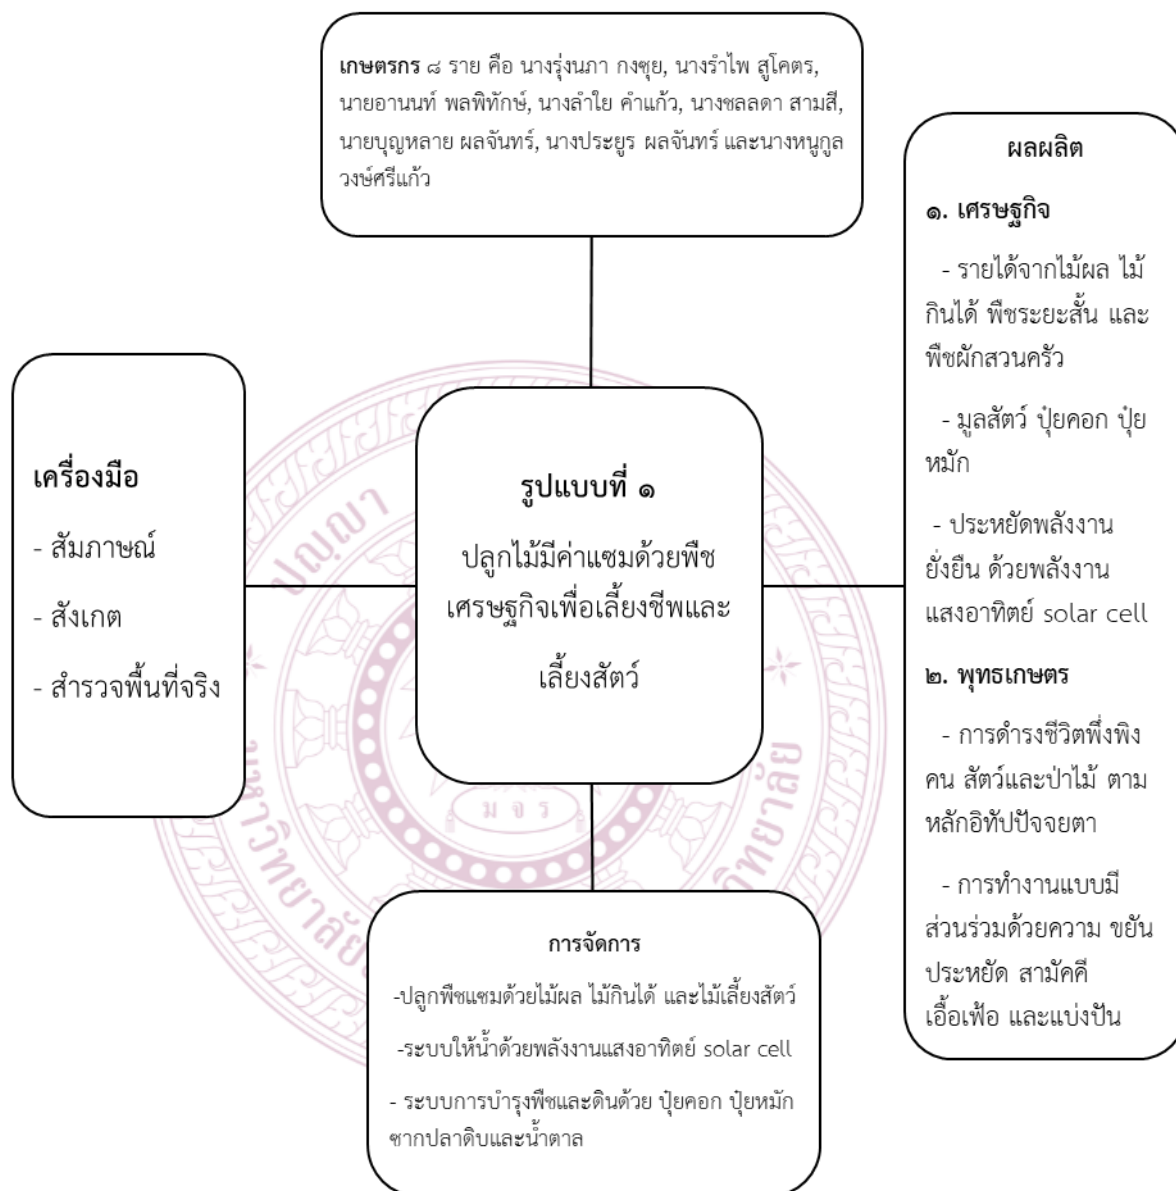 เกษตรกร ๘ ราย คือ นางรุ่งนภา กงซุย, นางรำไพ สูโคตร,
นายอานนท์ พลพิทักษ์, นางลำใย คำแก้ว, นางชลลดา สามสี,
นายบุญหลาย ผลจันทร์, นางประยูร ผลจันทร์ และนางหนูกูล
วงษ์ศรีแก้ว
เครื่องมือ
- สัมภาษณ์
- สังเกต
- สำรวจพื้นที่จริง
รูปแบบที่ ๑
ปลูกไม้มีค่าแซมด้วยพืช
เศรษฐกิจเพื่อเลี้ยงชีพและ
เลี้ยงสัตว์
ผลผลิต
๑. เศรษฐกิจ
- รายได้จากไม้ผล ไม้
กินได้ พืชระยะสั้น และ
พืชผักสวนครัว
- มูลสัตว์ ปุ๋ยคอก ปุ๋ย
หมัก
- ประหยัดพลังงาน
ยั่งยืน ด้วยพลังงาน
แสงอาทิตย์ solar cell
๒. พุทธเกษตร
- การดำรงชีวิตพึ่งพิง
คน สัตว์และป่าไม้ ตาม
หลักอิทัปปัจจยตา
- การทำงานแบบมี
ส่วนร่วมด้วยความ ขยัน
ประหยัด สามัคคี
เอื้อเฟ้อ และแบ่งปัน
การจัดการ
-ปลูกพืชแซมด้วยไม้ผล ไม้กินได้ และไม้เลี้ยงสัตว์
-ระบบให้น้ำด้วยพลังงานแสงอาทิตย์ solar cell
- ระบบการบำรุงพืชและดินด้วย ปุ๋ยคอก ปุ๋ยหมัก
ซากปลาดิบและน้ำตาล
ปญฺญา
ม จ ร
มหาวิทยาลัย
วิทยาลัย